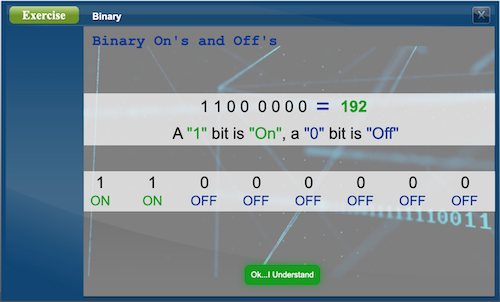 Exercise Binary X
Binary On's and Off's
1 1 0 0 0 0 0 0 = 192
A "1" bit is "On", a "0" bit is "Off"
1 1 0 0 0 0 0 0
ON ON OFF OFF OFF OFF OFF OFF
Ok...I Understand